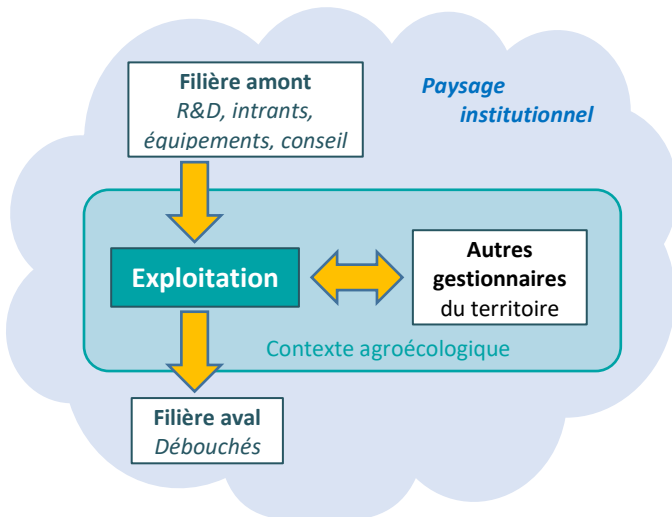 Filière amont
R&D, intrants,
équipements, conseil
Paysage
institutionnel
Exploitation
Autres
gestionnaires
du territoire
Contexte agroécologique
Filière aval
Débouchés